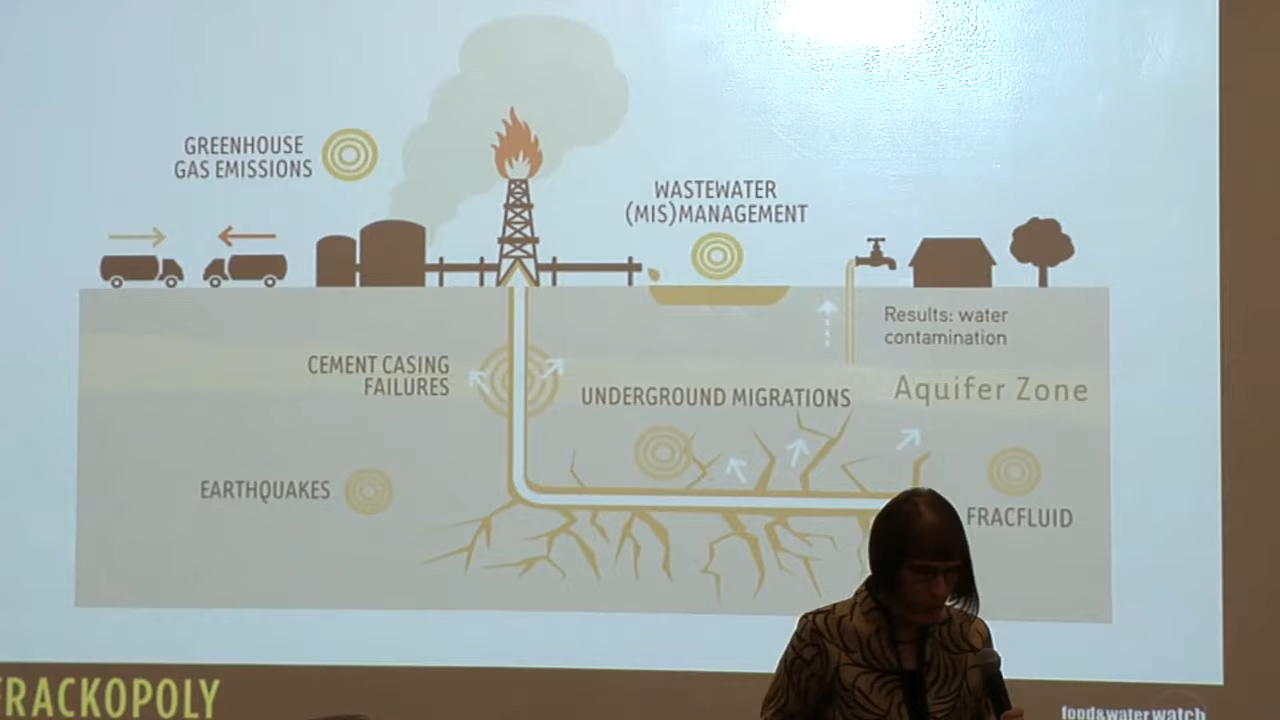 GREENHOUSE
GAS EMISSIONS
WASTEWATER
(MIS)MANAGEMENT
Results: water
contamination
CEMENT CASING
FAILURES
UNDERGROUND MIGRATIONS
Aquifer Zone
EARTHQUAKES
FRACFLUID
FRACKOPOLY
food&waterwatch